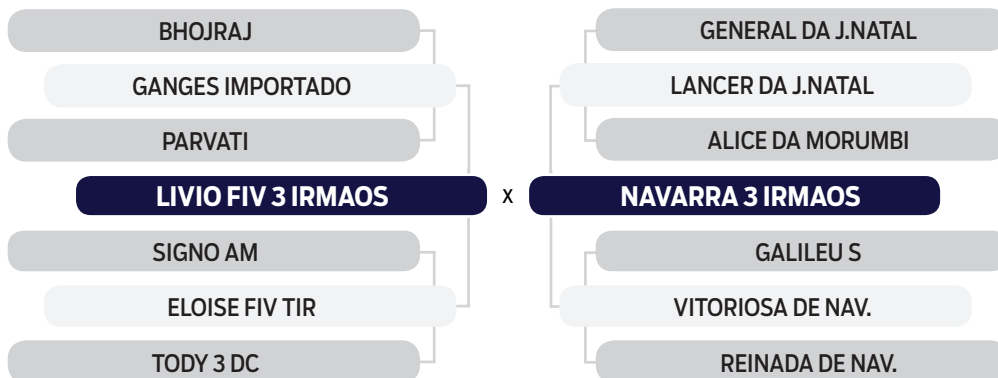 BHOJRAJ
GANGES IMPORTADO
PARVATI
LIVIO FIV 3 IRMAOS
SIGNO AM
ELOISE FIV TIR
TODY 3 DC
x
GENERAL DA J.NATAL
LANCER DA J.NATAL
ALICE DA MORUMBI
NAVARRA 3 IRMAOS
GALILEU S
VITORIOSA DE NAV.
REINADA DE NAV.